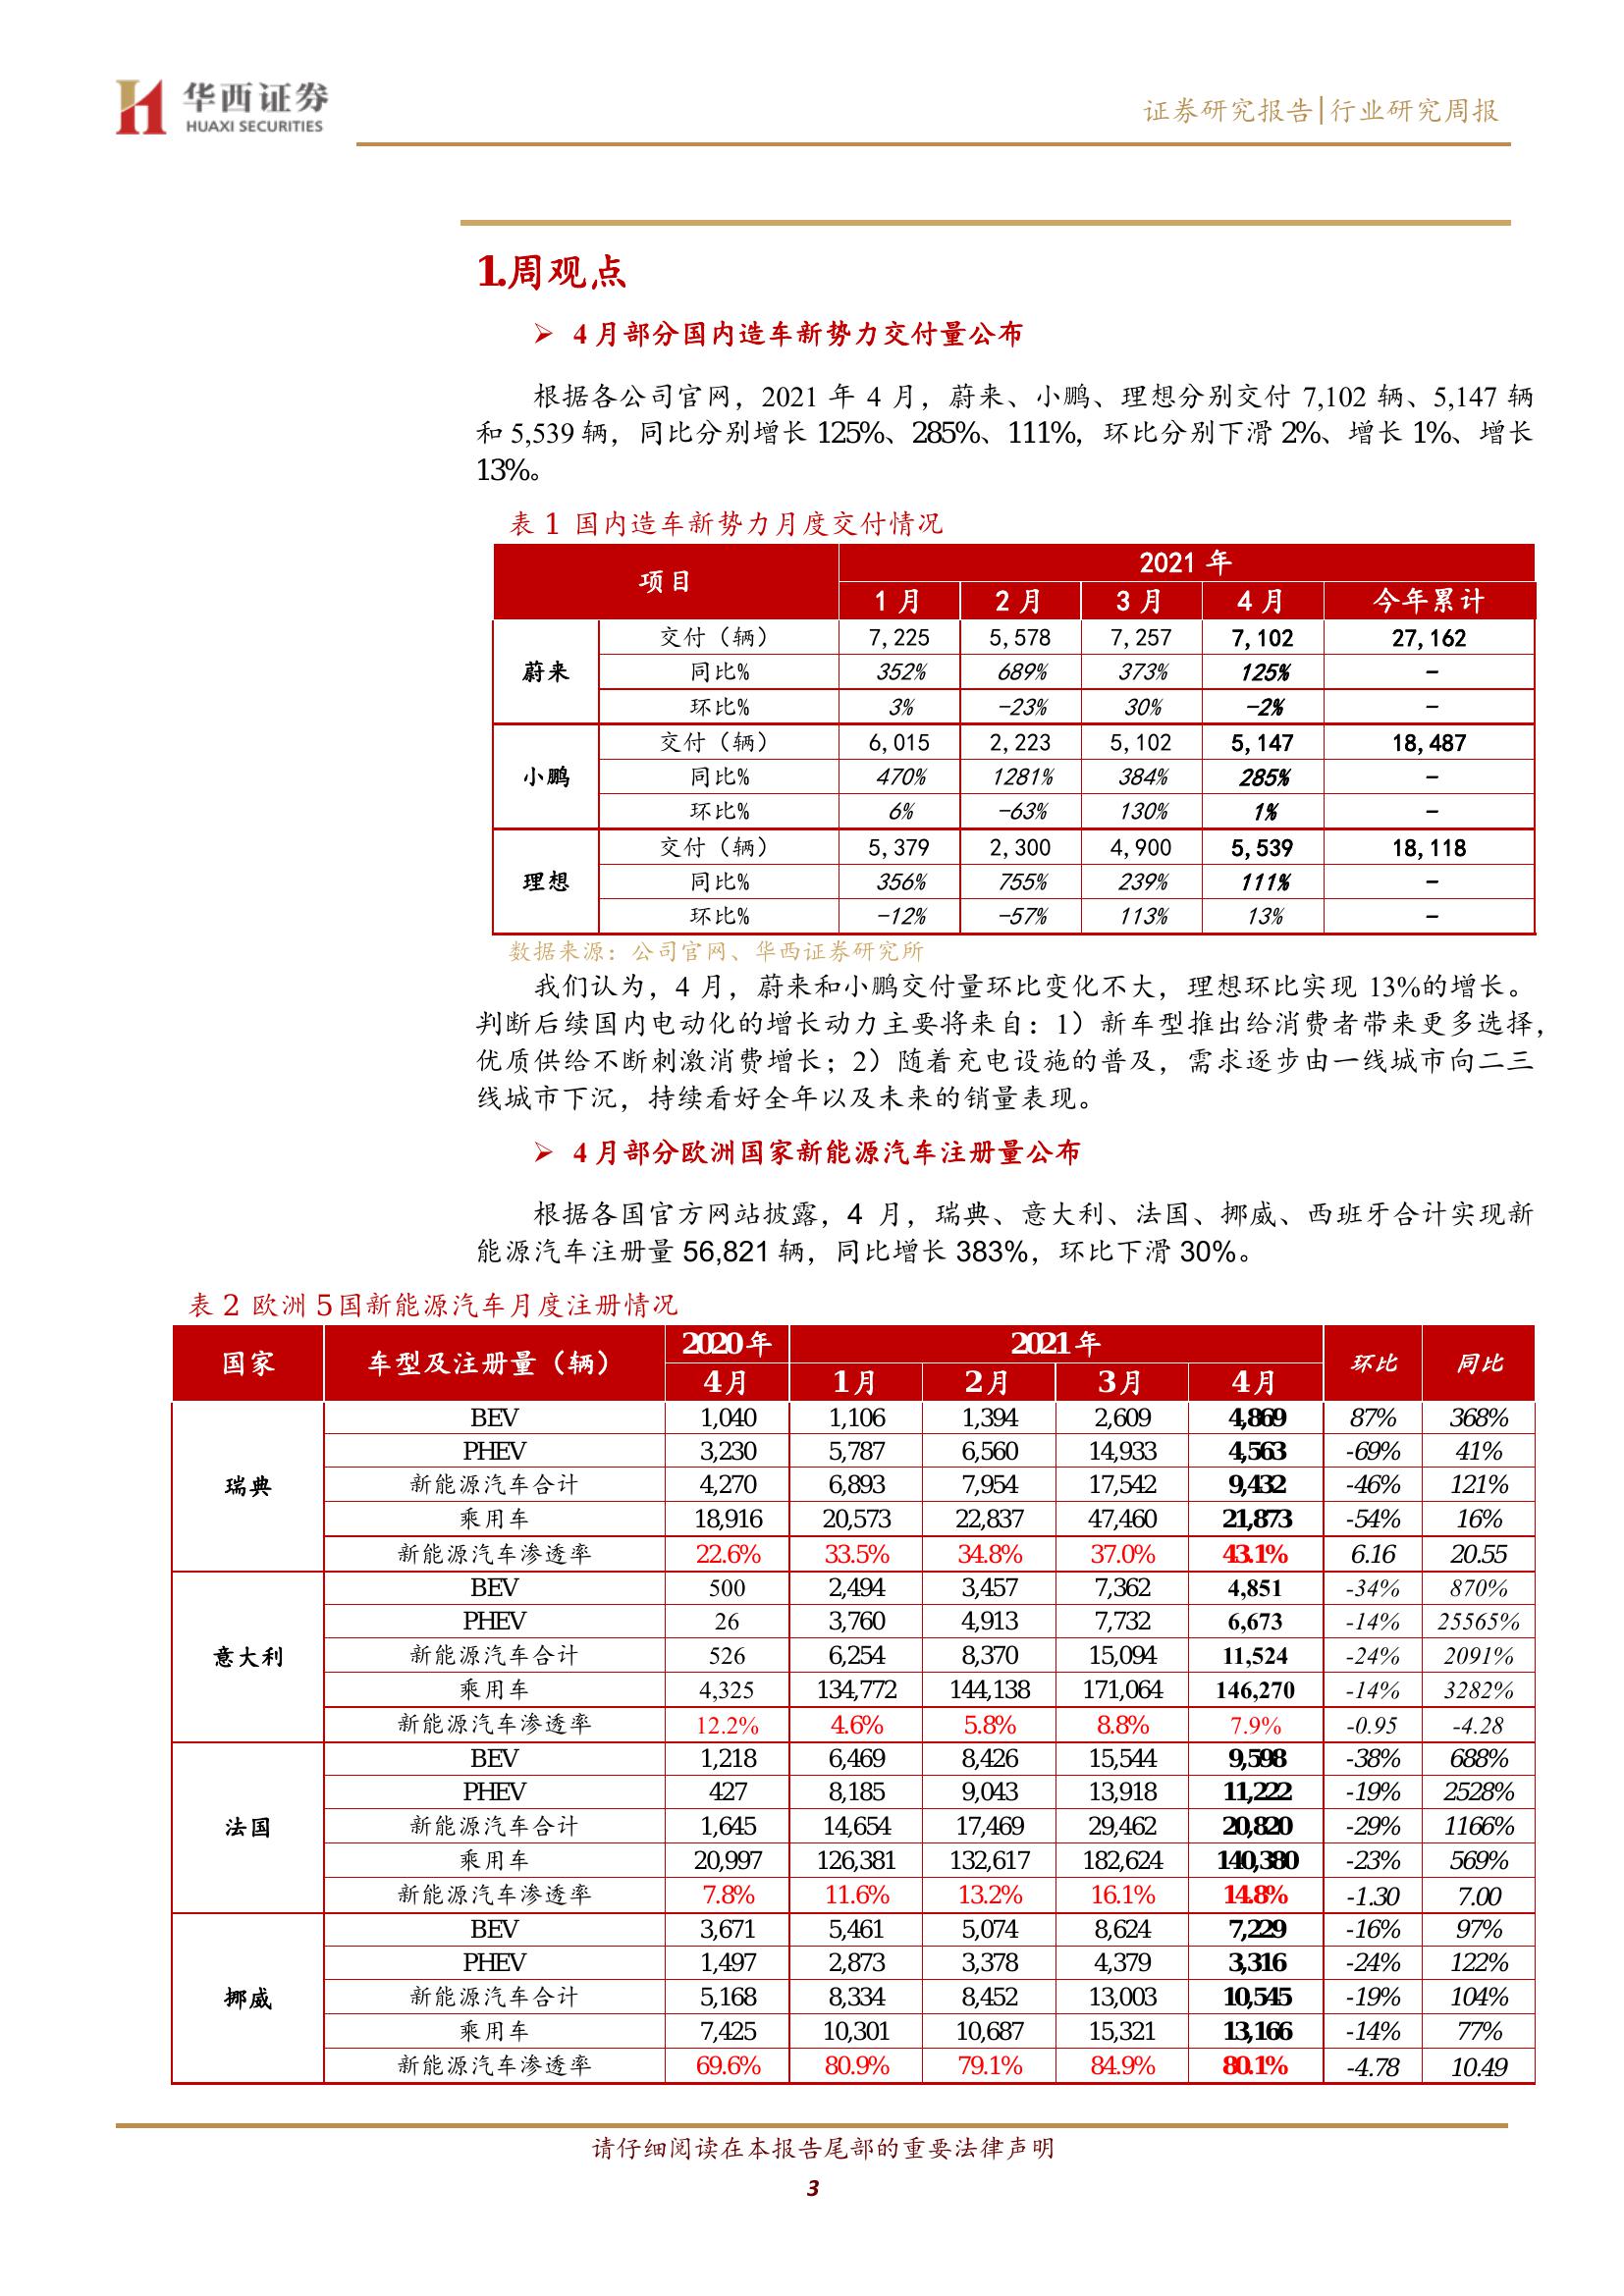 华西证券
HUAXI SECURITIES
证券研究报告|行业研究周报
1.周观点
➢ 4 月部分国内造车新势力交付量公布
根据各公司官网，2021 年 4 月，蔚来、小鹏、理想分别交付 7,102 辆、5,147 辆
和 5,539 辆，同比分别增长 125%、285%、111%，环比分别下滑 2%、增长 1%、增长
13%。
表 1 国内造车新势力月度交付情况
项目 2021 年
1 月 2 月 3 月 4 月 今年累计
蔚来 交付（辆） 7,225 5,578 7,257 7,102 27,162
同比% 352% 689% 373% 125% -
环比% 3% -23% 30% -2% -
小鹏 交付（辆） 6,015 2,223 5,102 5,147 18,487
同比% 470% 1281% 384% 285% -
环比% 6% -63% 130% 1% -
理想 交付（辆） 5,379 2,300 4,900 5,539 18,118
同比% 356% 755% 239% 111% -
环比% -12% -57% 113% 13% -
数据来源：公司官网、华西证券研究所
我们认为，4 月，蔚来和小鹏交付量环比变化不大，理想环比实现 13%的增长。
判断后续国内电动化的增长动力主要将来自：1）新车型推出给消费者带来更多选择，
优质供给不断刺激消费增长；2）随着充电设施的普及，需求逐步由一线城市向二三
线城市下沉，持续看好全年以及未来的销量表现。
➢ 4 月部分欧洲国家新能源汽车注册量公布
根据各国官方网站披露，4 月，瑞典、意大利、法国、挪威、西班牙合计实现新
能源汽车注册量 56,821 辆，同比增长 383%，环比下滑 30%。
表 2 欧洲 5 国新能源汽车月度注册情况
国家 车型及注册量（辆） 2020 年 2021 年 环比 同比
4 月 1 月 2 月 3 月 4 月
瑞典 BEV 1,040 1,106 1,394 2,609 4,869 87% 368%
PHEV 3,230 5,787 6,560 14,933 4,563 -69% 41%
新能源汽车合计 4,270 6,893 7,954 17,542 9,432 -46% 121%
乘用车 18,916 20,573 22,837 47,460 21,873 -54% 16%
新能源汽车渗透率 22.6% 33.5% 34.8% 37.0% 43.1% 6.16 20.55
意大利 BEV 500 2,494 3,457 7,362 4,851 -34% 870%
PHEV 26 3,760 4,913 7,732 6,673 -14% 25565%
新能源汽车合计 526 6,254 8,370 15,094 11,524 -24% 2091%
乘用车 4,325 134,772 144,138 171,064 146,270 -14% 3282%
新能源汽车渗透率 12.2% 4.6% 5.8% 8.8% 7.9% -0.95 -4.28
法国 BEV 1,218 6,469 8,426 15,544 9,598 -38% 688%
PHEV 427 8,185 9,043 13,918 11,222 -19% 2528%
新能源汽车合计 1,645 14,654 17,469 29,462 20,820 -29% 1166%
乘用车 20,997 126,381 132,617 182,624 140,380 -23% 569%
新能源汽车渗透率 7.8% 11.6% 13.2% 16.1% 14.8% -1.30 7.00
挪威 BEV 3,671 5,461 5,074 8,624 7,229 -16% 97%
PHEV 1,497 2,873 3,378 4,379 3,316 -24% 122%
新能源汽车合计 5,168 8,334 8,452 13,003 10,545 -19% 104%
乘用车 7,425 10,301 10,687 15,321 13,166 -14% 77%
新能源汽车渗透率 69.6% 80.9% 79.1% 84.9% 80.1% -4.78 10.49
请仔细阅读在本报告尾部的重要法律声明
3